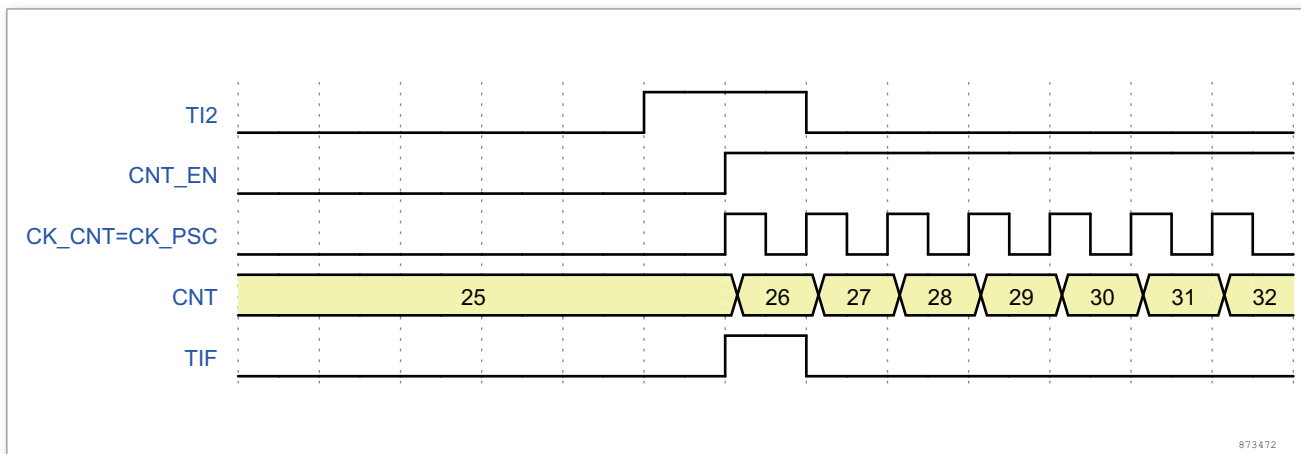 TI2
CNT_EN
CK_CNT=CK_PSC
CNT 25 26 27 28 29 30 31 32
TIF
873472